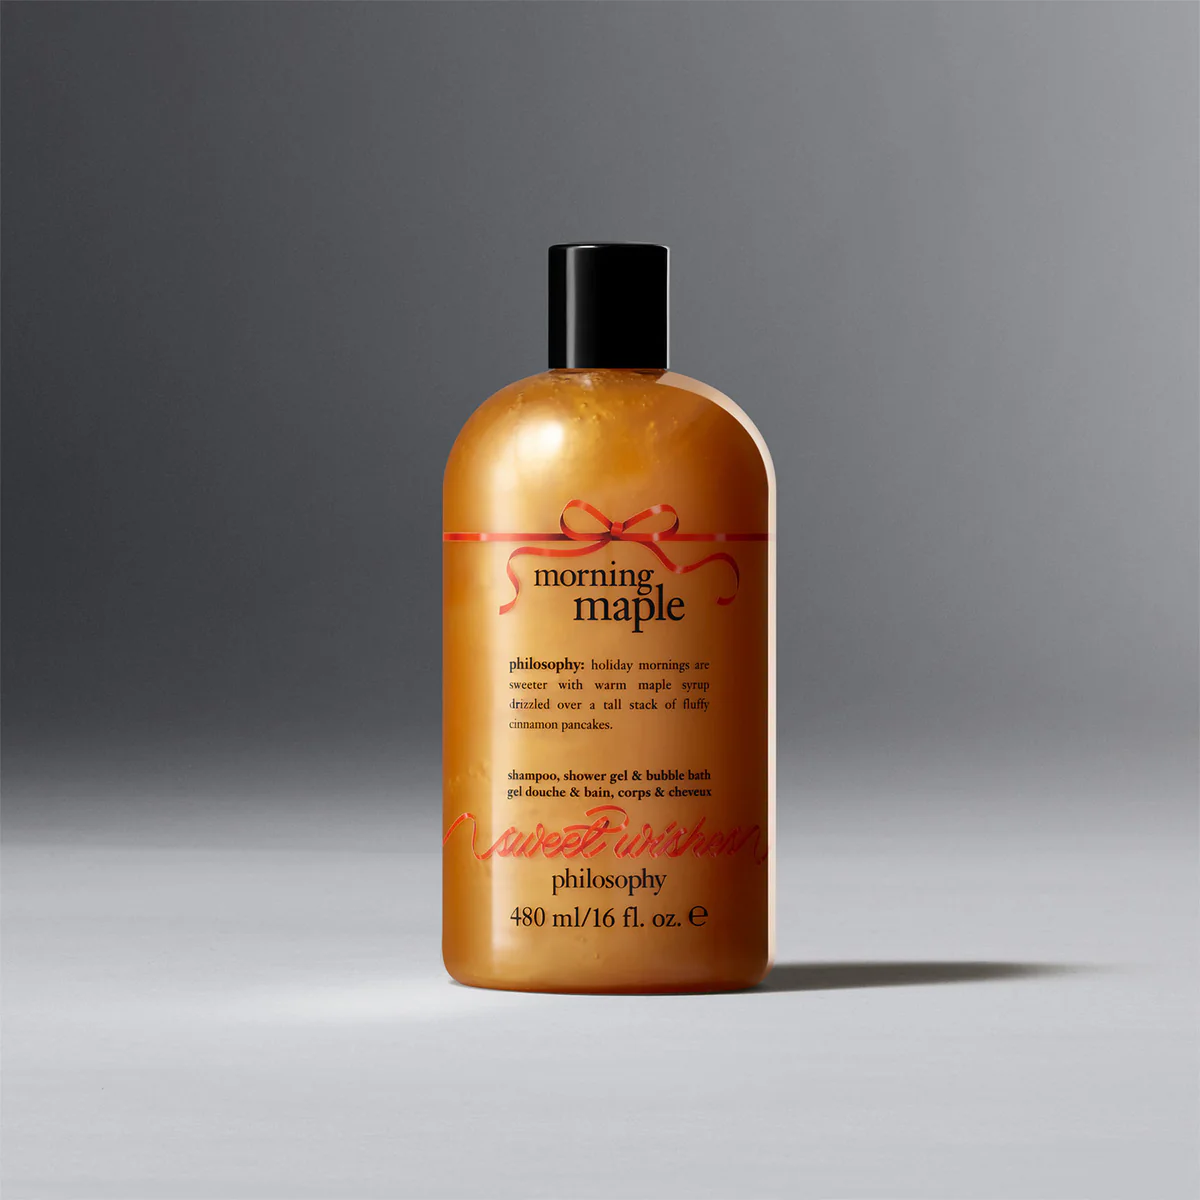 morning
maple
philosophy: holiday mornings are
sweeter with warm maple syrup
drizzled over a tall stack of fluffy
cinnamon pancakes.
shampoo, shower gel & bubble bath
gel douche & bain, corps & cheveux
sweet wishes
philosophy
480 ml/16 fl. oz. ℮